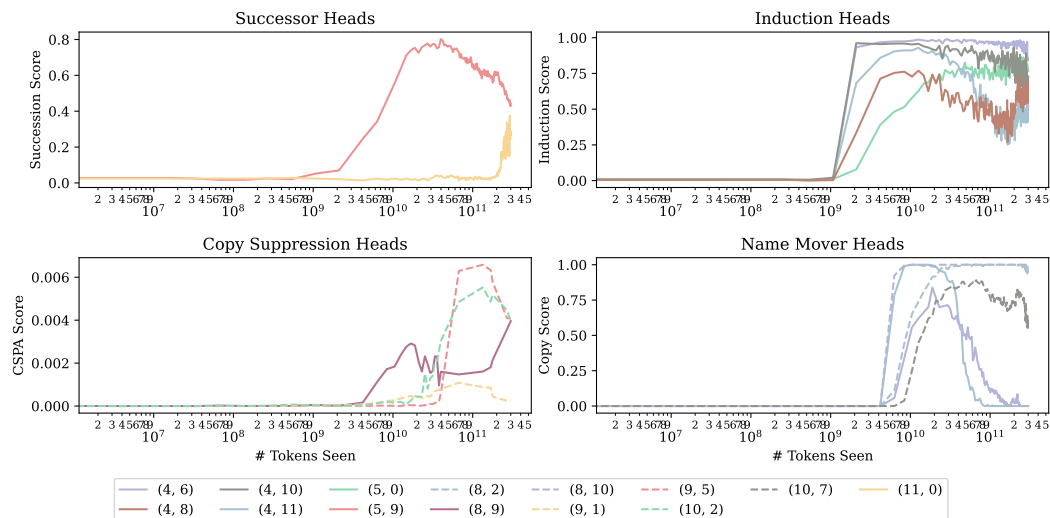 Successor Heads
Induction Heads
Succession Score
0.8
0.6
0.4
0.2
0.0
2 3 4 5 6 7 8 9 2 3 4 5 6 7 8 9 2 3 4 5 6 7 8 9 2 3 4 5 6 7 8 9 2 3 4 5
10^7 10^8 10^9 10^10 10^11
Induction Score
1.00
0.75
0.50
0.25
0.00
2 3 4 5 6 7 8 9 2 3 4 5 6 7 8 9 2 3 4 5 6 7 8 9 2 3 4 5 6 7 8 9 2 3 4 5
10^7 10^8 10^9 10^10 10^11
Copy Suppression Heads
Name Mover Heads
CSPA Score
0.006
0.004
0.002
0.000
2 3 4 5 6 7 8 9 2 3 4 5 6 7 8 9 2 3 4 5 6 7 8 9 2 3 4 5 6 7 8 9 2 3 4 5
10^7 10^8 10^9 10^10 10^11
# Tokens Seen
Copy Score
1.00
0.75
0.50
0.25
0.00
2 3 4 5 6 7 8 9 2 3 4 5 6 7 8 9 2 3 4 5 6 7 8 9 2 3 4 5 6 7 8 9 2 3 4 5
10^7 10^8 10^9 10^10 10^11
# Tokens Seen
(4, 6) (4, 10) (5, 0) (8, 2) (8, 10) (9, 5) (10, 7) (11, 0)
(4, 8) (4, 11) (5, 9) (8, 9) (9, 1) (10, 2)